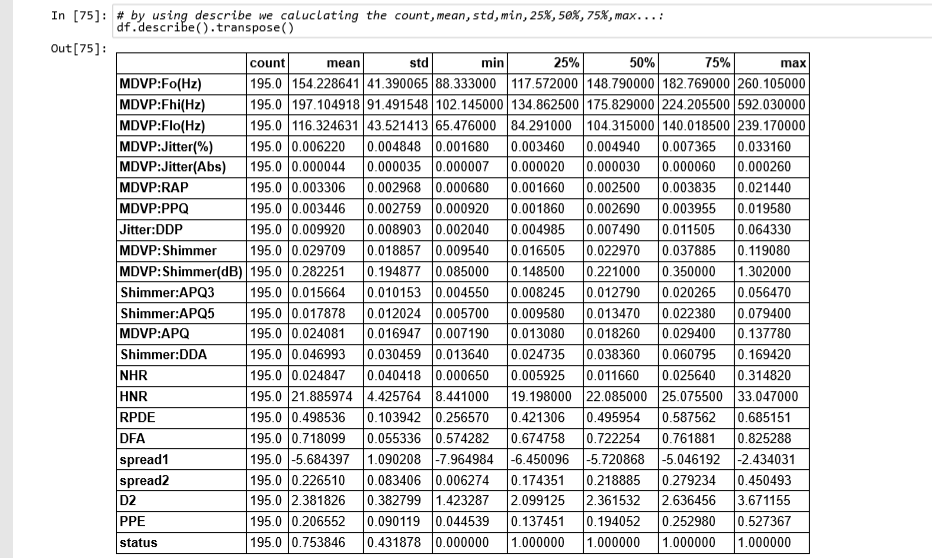 In [75]: # by using describe we caluclating the count,mean,std,min,25%,50%,75%,max...:
df.describe().transpose()
Out[75]:
count mean std min 25% 50% 75% max
MDVP:Fo(Hz) 195.0 154.228641 41.390065 88.333000 117.572000 148.790000 182.769000 260.105000
MDVP:Fhi(Hz) 195.0 197.104918 91.491548 102.145000 134.862500 175.829000 224.205500 592.030000
MDVP:Flo(Hz) 195.0 116.324631 43.521413 65.476000 84.291000 104.315000 140.018500 239.170000
MDVP:Jitter(%) 195.0 0.006220 0.004848 0.001680 0.003460 0.004940 0.007365 0.033160
MDVP:Jitter(Abs) 195.0 0.000044 0.000035 0.000007 0.000020 0.000030 0.000060 0.000260
MDVP:RAP 195.0 0.003306 0.002968 0.000680 0.001660 0.002500 0.003835 0.021440
MDVP:PPQ 195.0 0.003446 0.002759 0.000920 0.001860 0.002690 0.003955 0.019580
Jitter:DDP 195.0 0.009920 0.008903 0.002040 0.004985 0.007490 0.011505 0.064330
MDVP:Shimmer 195.0 0.029709 0.018857 0.009540 0.016505 0.022970 0.037885 0.119080
MDVP:Shimmer(dB) 195.0 0.282251 0.194877 0.085000 0.148500 0.221000 0.350000 1.302000
Shimmer:APQ3 195.0 0.015664 0.010153 0.004550 0.008245 0.012790 0.020265 0.056470
Shimmer:APQ5 195.0 0.017878 0.012024 0.005700 0.009580 0.013470 0.022380 0.079400
MDVP:APQ 195.0 0.024081 0.016947 0.007190 0.013080 0.018260 0.029400 0.137780
Shimmer:DDA 195.0 0.046993 0.030459 0.013640 0.024735 0.038360 0.060795 0.169420
NHR 195.0 0.024847 0.040418 0.000650 0.005925 0.011660 0.025640 0.314820
HNR 195.0 21.885974 4.425764 8.441000 19.198000 22.085000 25.075500 33.047000
RPDE 195.0 0.498536 0.103942 0.256570 0.421306 0.495954 0.587562 0.685151
DFA 195.0 0.718099 0.055336 0.574282 0.674758 0.722254 0.761881 0.825288
spread1 195.0 -5.684397 1.090208 -7.964984 -6.450096 -5.720868 -5.046192 -2.434031
spread2 195.0 0.226510 0.083406 0.006274 0.174351 0.218885 0.279234 0.450493
D2 195.0 2.381826 0.382799 1.423287 2.099125 2.361532 2.636456 3.671155
PPE 195.0 0.206552 0.090119 0.044539 0.137451 0.194052 0.252980 0.527367
status 195.0 0.753846 0.431878 0.000000 1.000000 1.000000 1.000000 1.000000